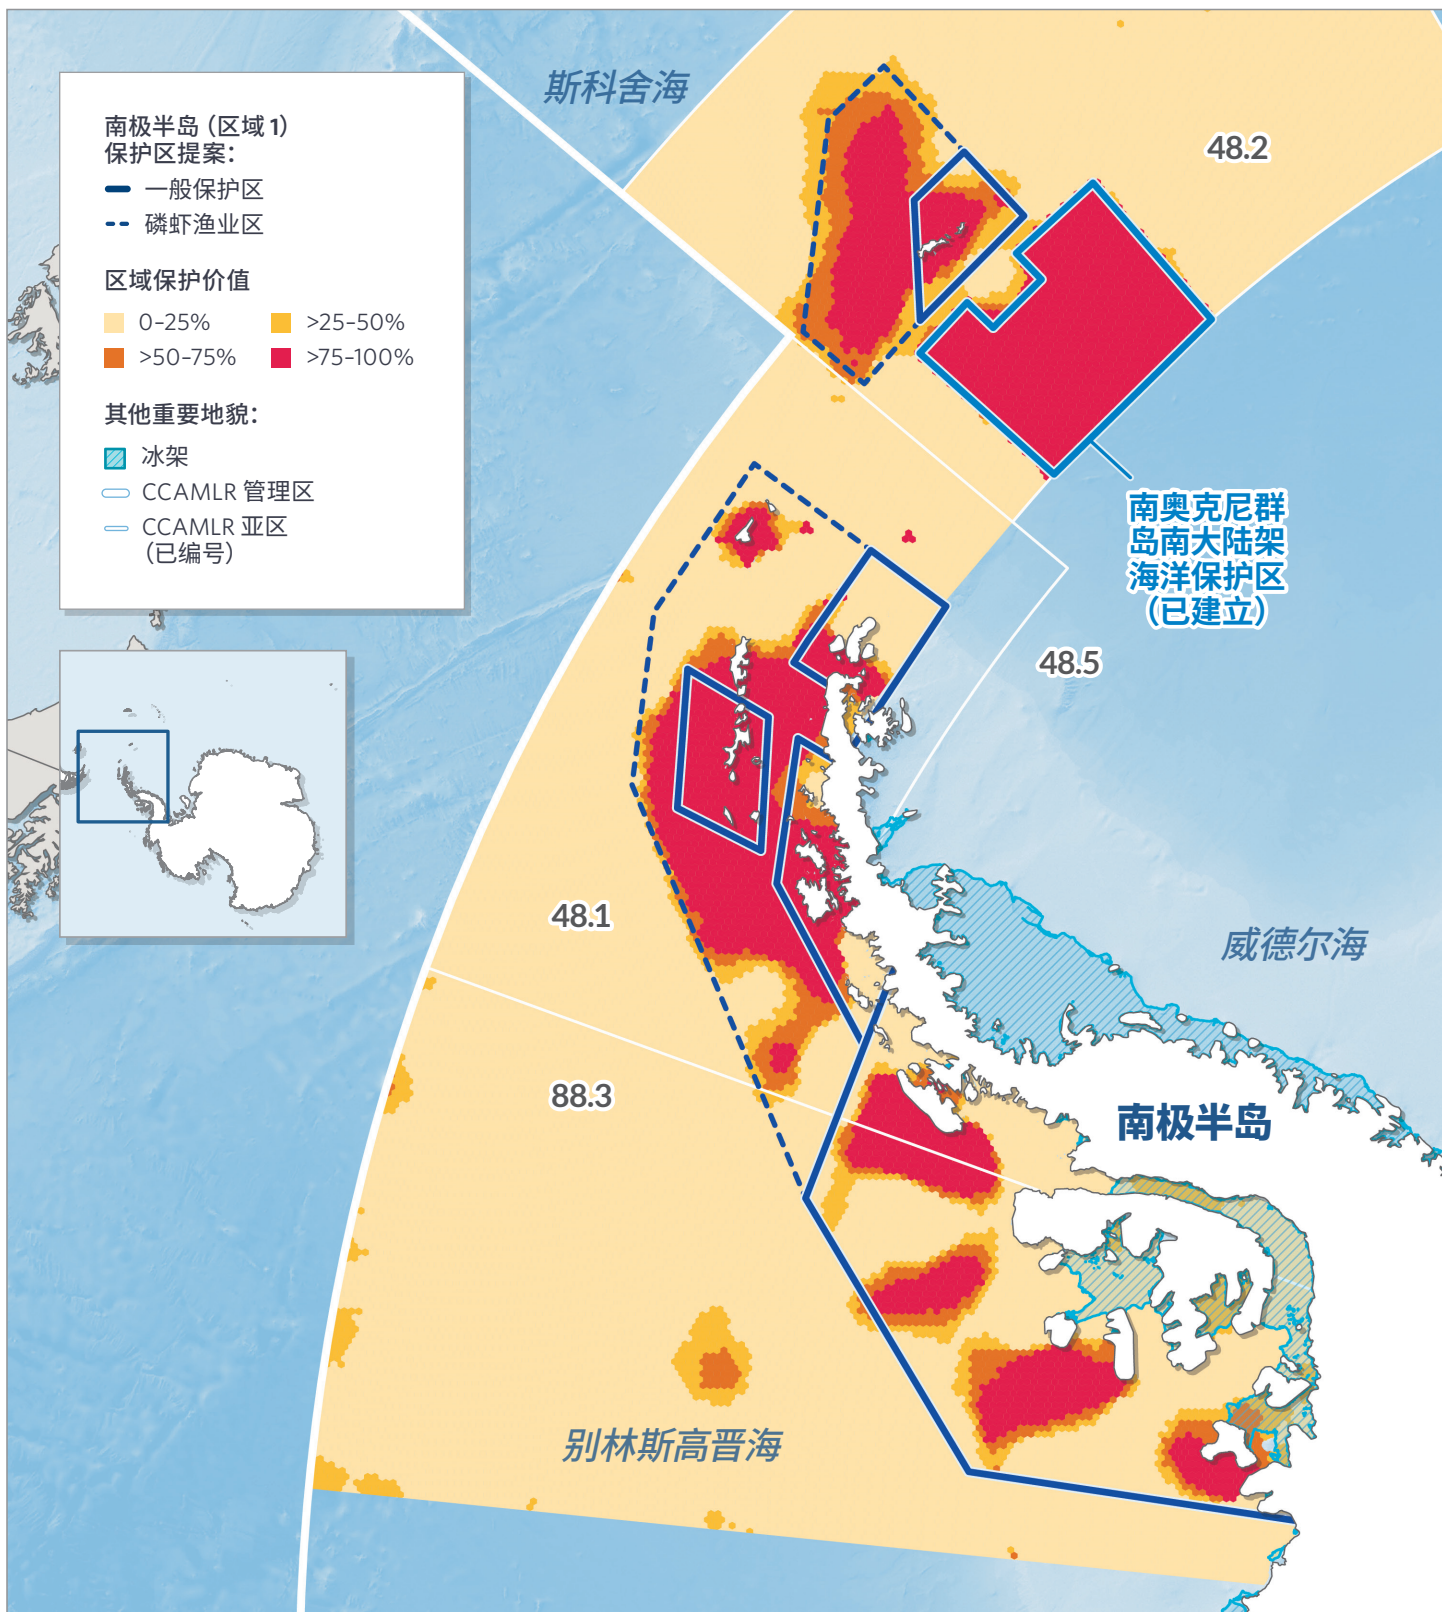 南极半岛（区域 1）
保护区提案：
一般保护区
磷虾渔业区
区域保护价值
0–25%
>25–50%
>50–75%
>75–100%
其他重要地貌：
冰架
CCAMLR 管理区
CCAMLR 亚区
（已编号）
斯科舍海
48.2
南奥克尼群
岛南大陆架
海洋保护区
（已建立）
48.5
48.1
威德尔海
88.3
南极半岛
别林斯高晋海